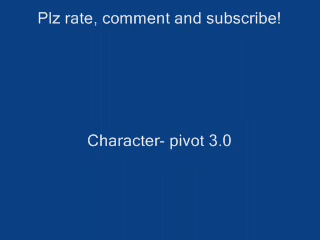 Plz rate, comment and subscribe!
Character- pivot 3.0